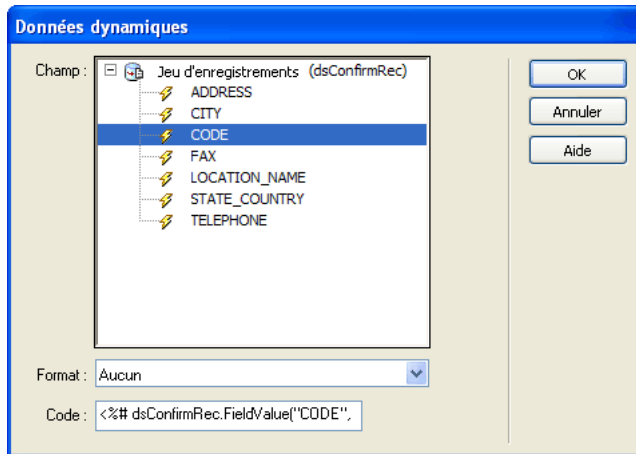 Données dynamiques
Champ :
Jeu d'enregistrements (dsConfirmRec)
ADDRESS
CITY
CODE
FAX
LOCATION_NAME
STATE_COUNTRY
TELEPHONE
OK
Annuler
Aide
Format : Aucun
Code : <%# dsConfirmRec.FieldValue("CODE",